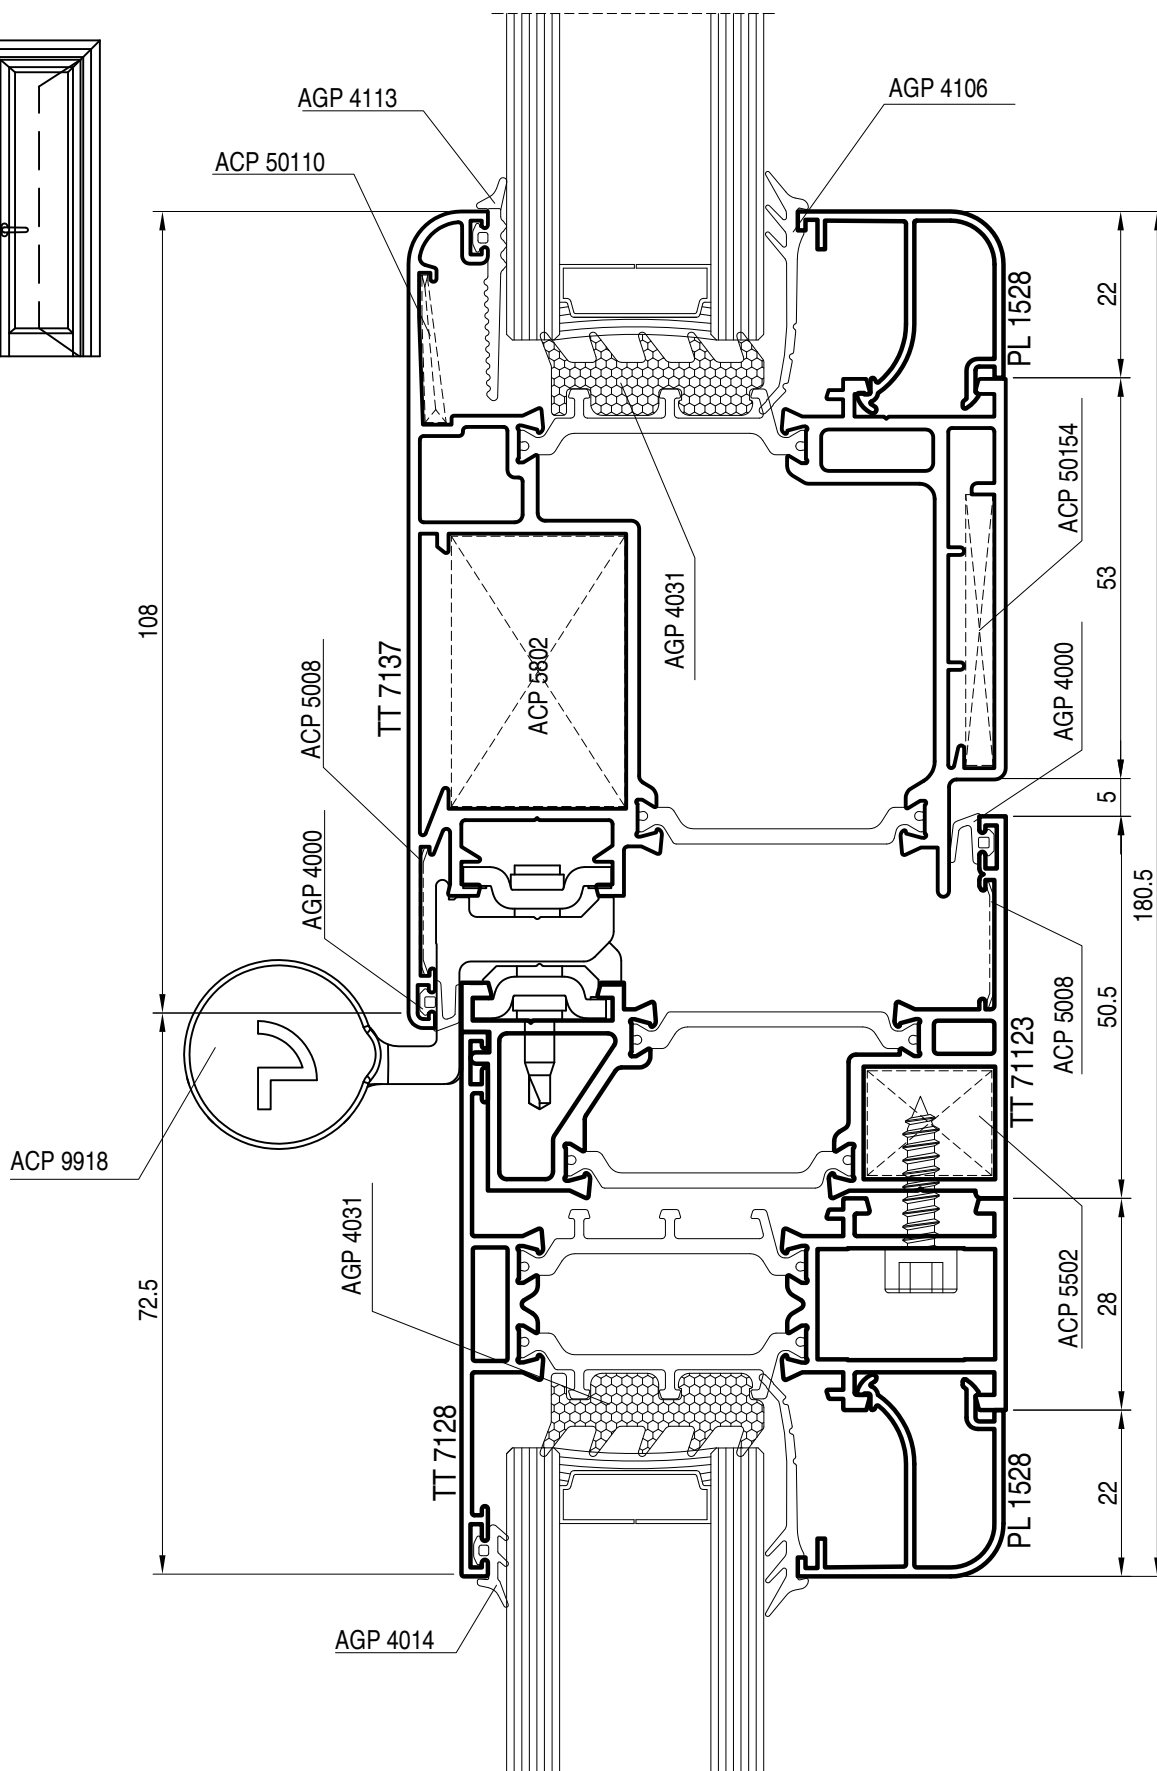 AGP 4113
AGP 4106
ACP 50110
22
PL 1528
ACP 50154
53
AGP 4031
108
TT 7137
ACP 5802
ACP 5008
AGP 4000
AGP 4000
5
180.5
ACP 5008
50.5
TT 71123
ACP 9918
AGP 4031
ACP 5502
28
72.5
TT 7128
PL 1528
22
AGP 4014